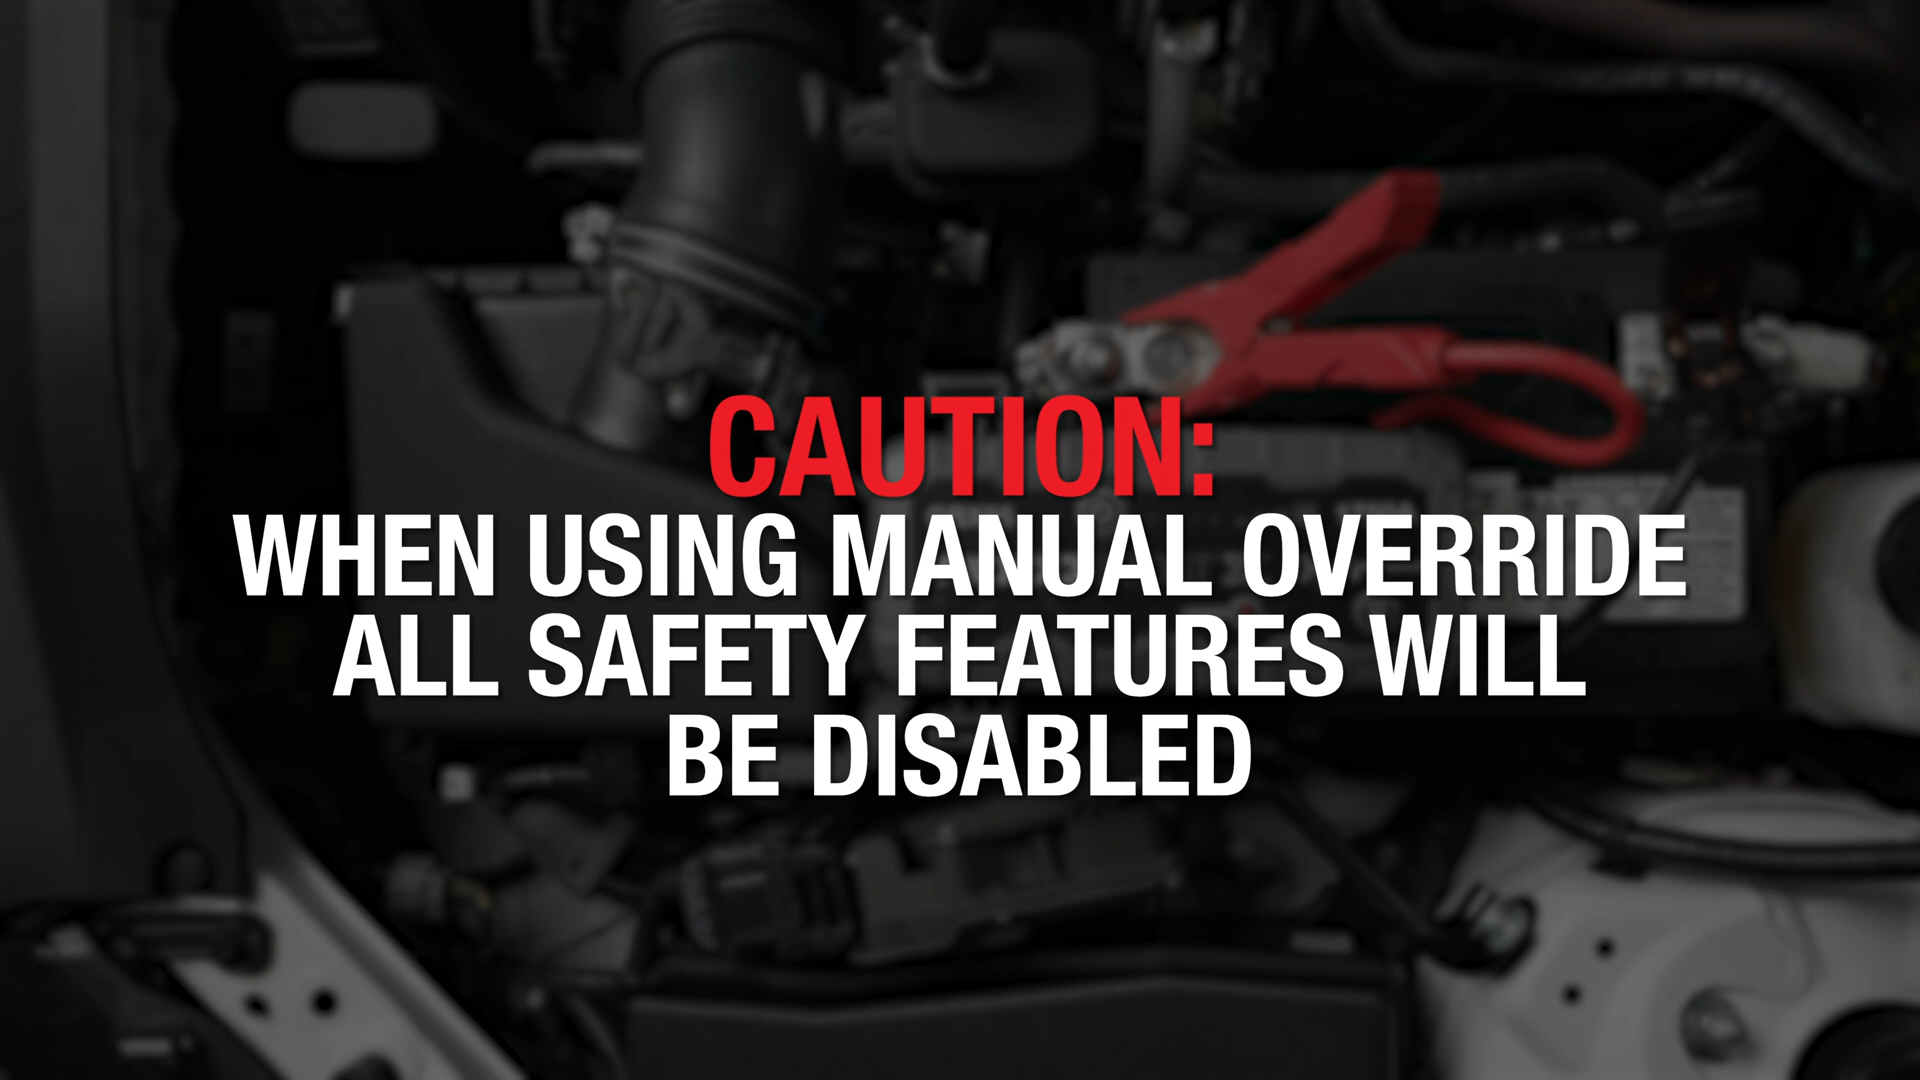 CAUTION:
WHEN USING MANUAL OVERRIDE
ALL SAFETY FEATURES WILL
BE DISABLED